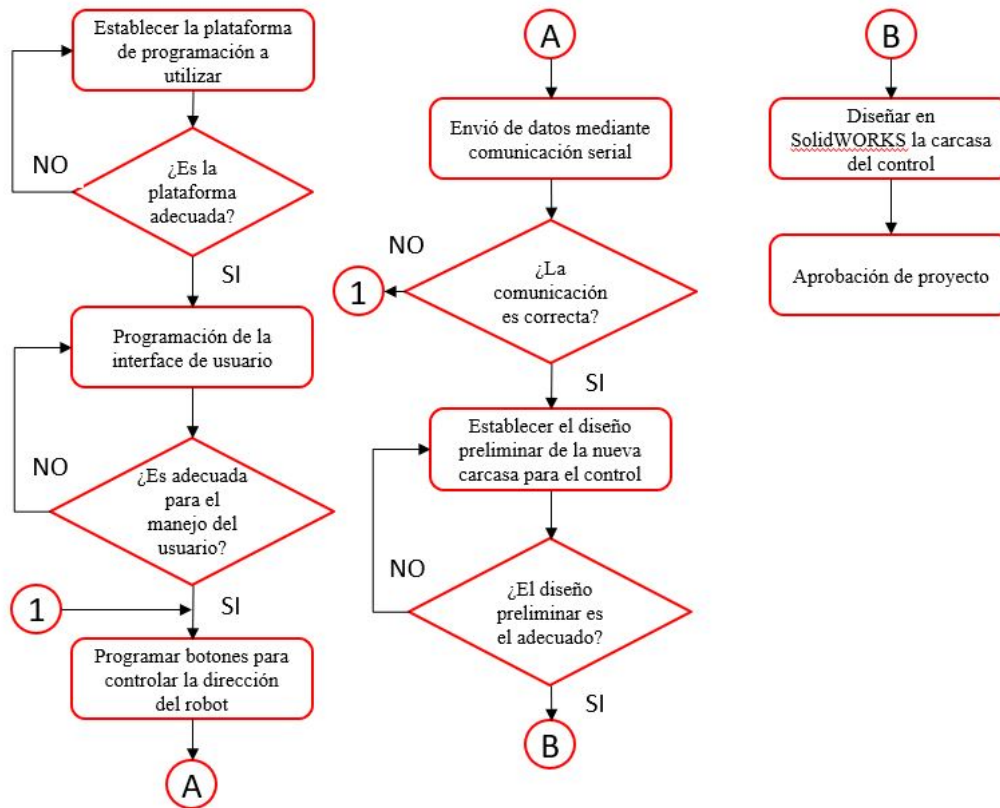 Establecer la plataforma
de programación a
utilizar
NO
¿Es la
plataforma
adecuada?
SI
Programación de la
interface de usuario
NO
¿Es adecuada
para el
manejo del
usuario?
1
SI
Programar botones para
controlar la dirección
del robot
A
A
Envió de datos mediante
comunicación serial
NO
1
¿La
comunicación
es correcta?
SI
Establecer el diseño
preliminar de la nueva
carcasa para el control
NO
¿El diseño
preliminar es
el adecuado?
SI
B
B
Diseñar en
SolidWORKS la carcasa
del control
Aprobación de proyecto